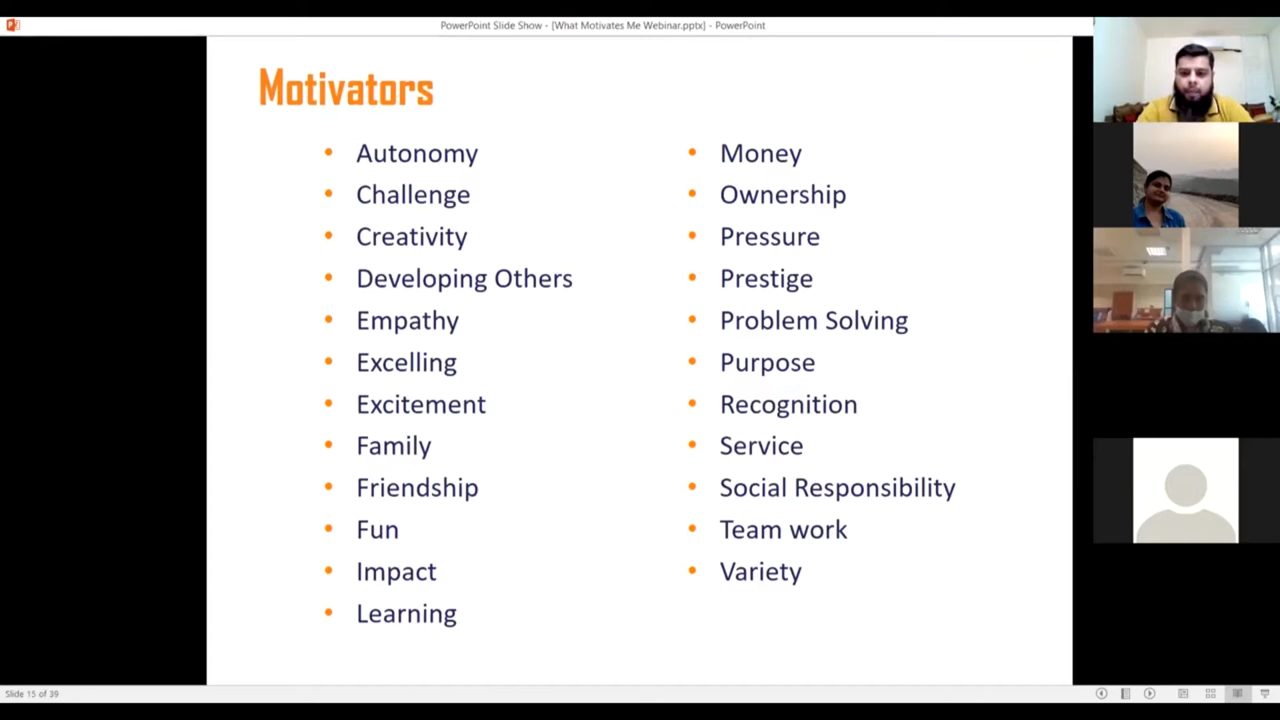 PowerPoint Slide Show - [What Motivates Me Webinar.pptx] - PowerPoint
Motivators
• Autonomy
• Challenge
• Creativity
• Developing Others
• Empathy
• Excelling
• Excitement
• Family
• Friendship
• Fun
• Impact
• Learning
• Money
• Ownership
• Pressure
• Prestige
• Problem Solving
• Purpose
• Recognition
• Service
• Social Responsibility
• Team work
• Variety
Slide 15 of 39